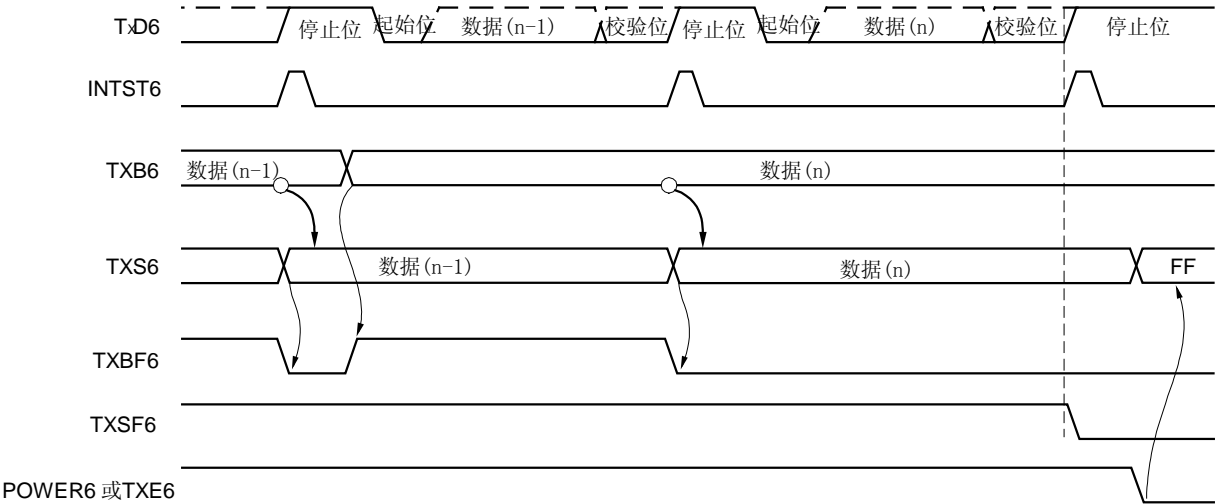 TxD6 停止位 起始位 数据(n-1) 校验位 停止位 起始位 数据(n) 校验位 停止位
INTST6
TXB6 数据(n-1) 数据(n)
TXS6 数据(n-1) 数据(n) FF
TXBF6
TXSF6
POWER6 或TXE6